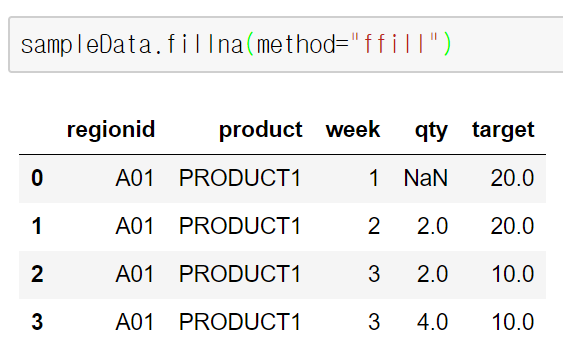 sampleData.fillna(method="ffill")
regionid product week qty target
0 A01 PRODUCT1 1 NaN 20.0
1 A01 PRODUCT1 2 2.0 20.0
2 A01 PRODUCT1 3 2.0 10.0
3 A01 PRODUCT1 3 4.0 10.0